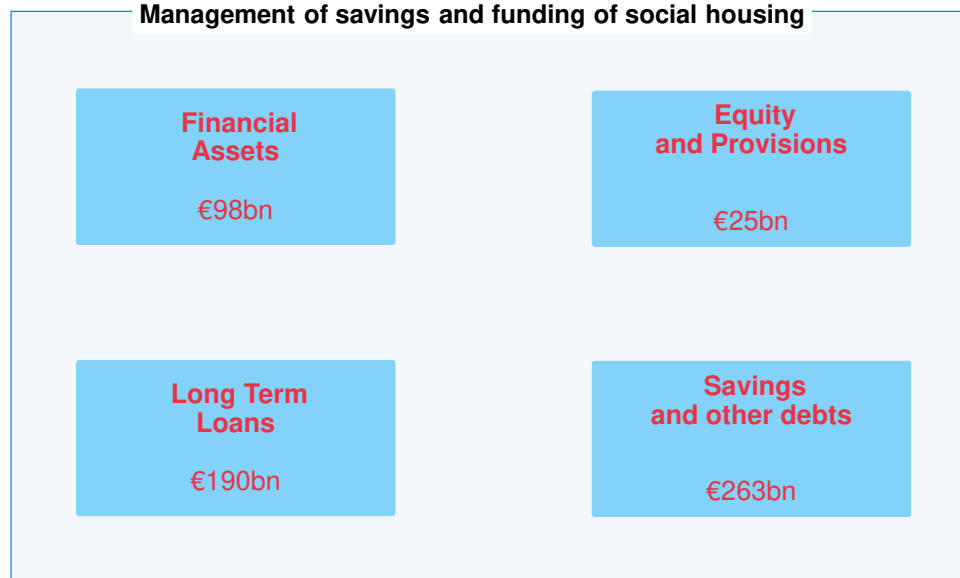 Management of savings and funding of social housing
Financial
Assets
€98bn
Equity
and Provisions
€25bn
Long Term
Loans
€190bn
Savings
and other debts
€263bn